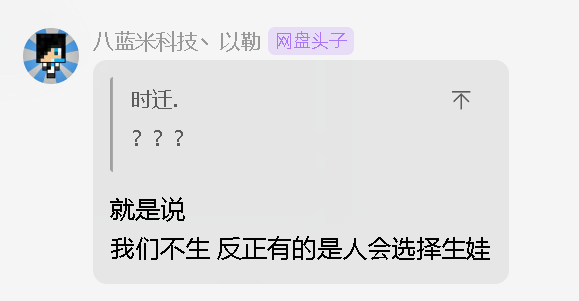 八蓝米科技丶以勒 网盘头子
时迁.
？？？
就是说
我们不生 反正有的是人会选择生娃